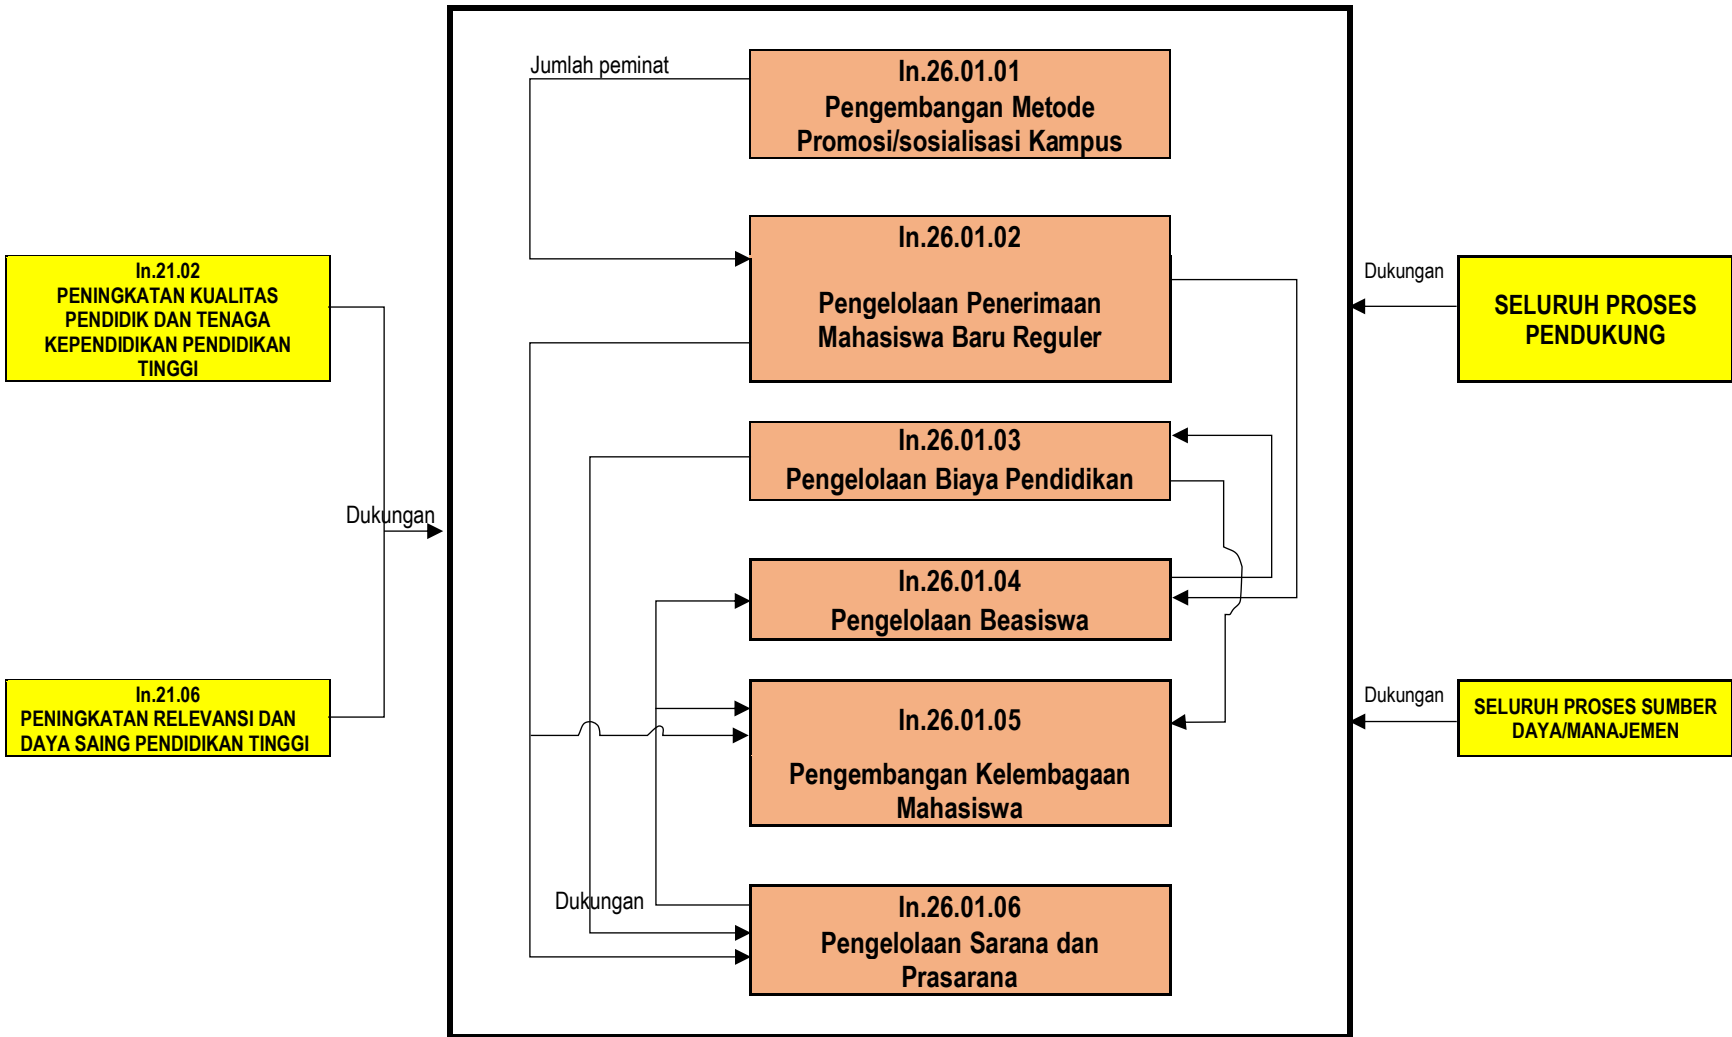 Jumlah peminat
In.26.01.01
Pengembangan Metode
Promosi/sosialisasi Kampus
In.26.01.02
Pengelolaan Penerimaan
Mahasiswa Baru Reguler
In.21.02
PENINGKATAN KUALITAS
PENDIDIK DAN TENAGA
KEPENDIDIKAN PENDIDIKAN
TINGGI
Dukungan
SELURUH PROSES
PENDUKUNG
In.26.01.03
Pengelolaan Biaya Pendidikan
Dukungan
In.26.01.04
Pengelolaan Beasiswa
In.21.06
PENINGKATAN RELEVANSI DAN
DAYA SAING PENDIDIKAN TINGGI
In.26.01.05
Pengembangan Kelembagaan
Mahasiswa
Dukungan
SELURUH PROSES SUMBER
DAYA/MANAJEMEN
Dukungan
In.26.01.06
Pengelolaan Sarana dan
Prasarana